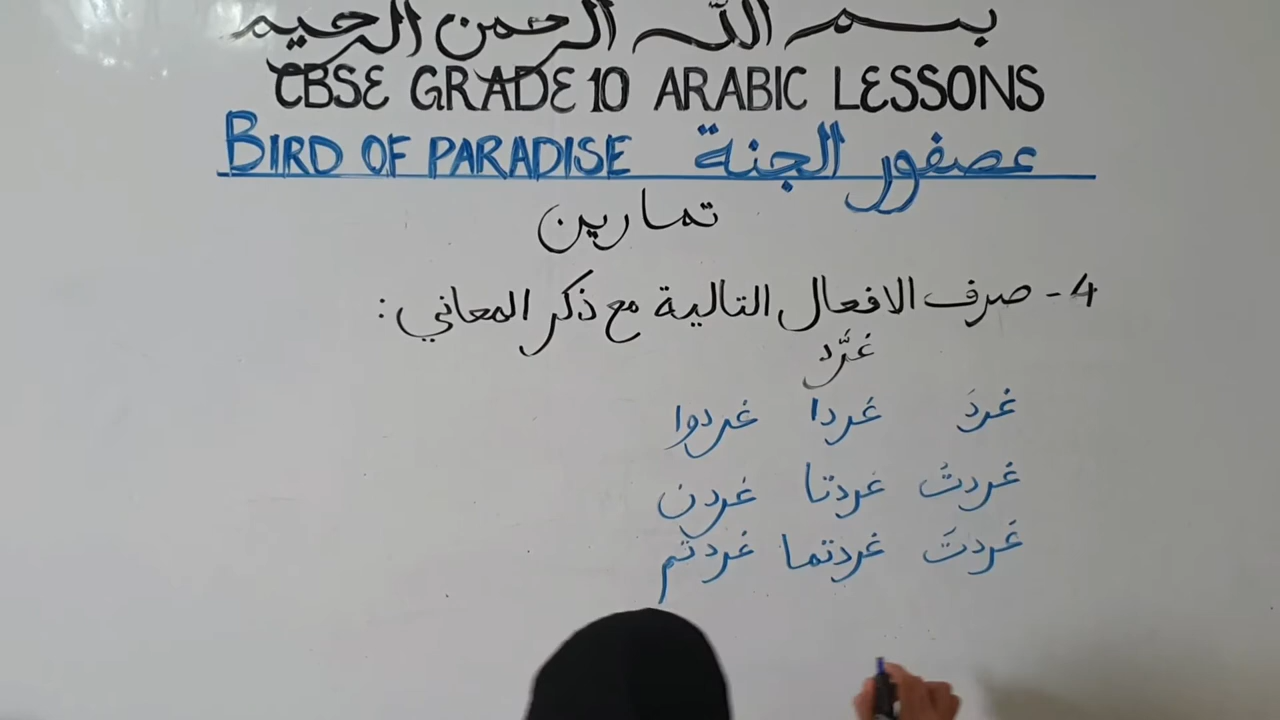 بسم الله الرحمن الرحيم
CBSE GRADE 10 ARABIC LESSONS
BIRD OF PARADISE عصفور الجنة
تمارين
4- صرف الافعال التالية مع ذكر المعاني :
غرَّد
غردَ غردا غردوا
غردتْ غردتا غردن
غردتَ غردتما غردتم